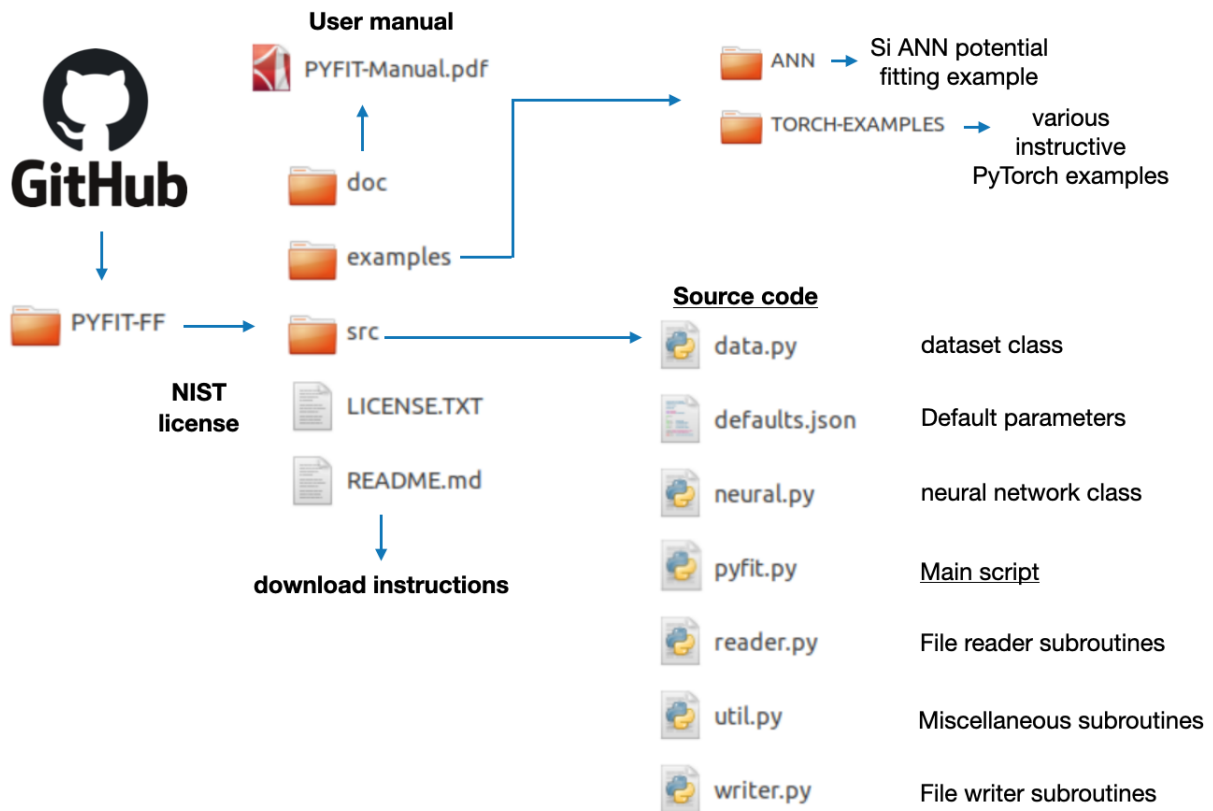 User manual
PYFIT-Manual.pdf
GitHub
doc
examples
PYFIT-FF
src
NIST
license
LICENSE.TXT
README.md
download instructions
ANN
Si ANN potential
fitting example
TORCH-EXAMPLES
various
instructive
PyTorch examples
Source code
data.py
dataset class
defaults.json
Default parameters
neural.py
neural network class
pyfit.py
Main script
reader.py
File reader subroutines
util.py
Miscellaneous subroutines
writer.py
File writer subroutines